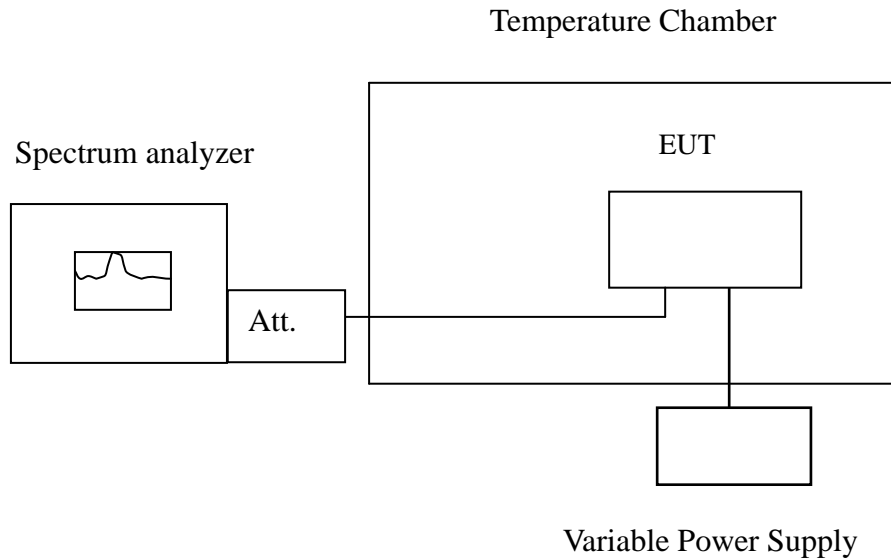 Temperature Chamber
EUT
Spectrum analyzer
Att.
Variable Power Supply